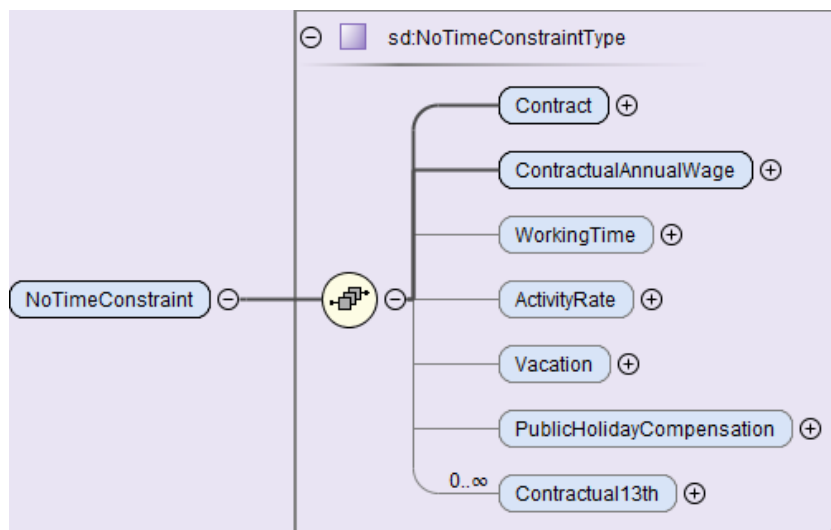 sd:NoTimeConstraintType
Contract
ContractualAnnualWage
WorkingTime
NoTimeConstraint
ActivityRate
Vacation
PublicHolidayCompensation
0..∞
Contractual13th